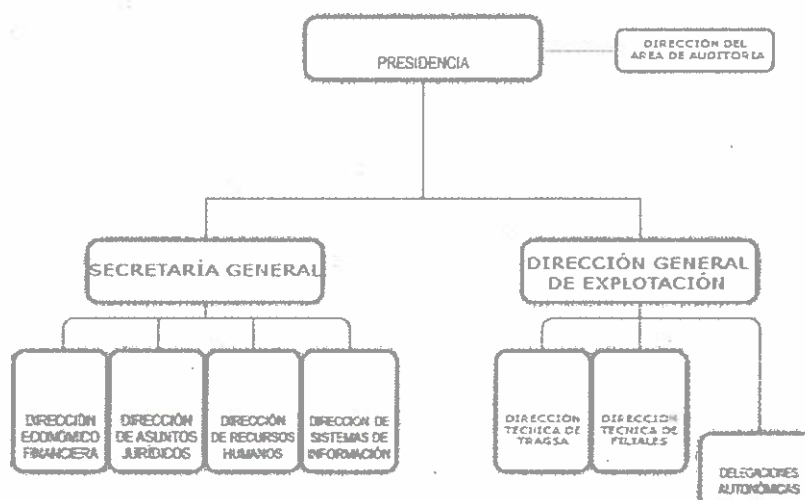 PRESIDENCIA
DIRECCIÓN DEL
AREA DE AUDITORIA
SECRETARÍA GENERAL
DIRECCIÓN GENERAL
DE EXPLOTACIÓN
DIRECCIÓN
ECONÓMICO
FINANCIERA
DIRECCIÓN
DE ASUNTOS
JURÍDICOS
DIRECCIÓN
DE RECURSOS
HUMANOS
DIRECCION DE
SISTEMAS DE
INFORMACIÓN
DIRECCIÓN
TECNICA DE
TRAGSA
DIRECCION
TECNICA DE
FILIALES
DELEGACIONES
AUTONÓMICAS